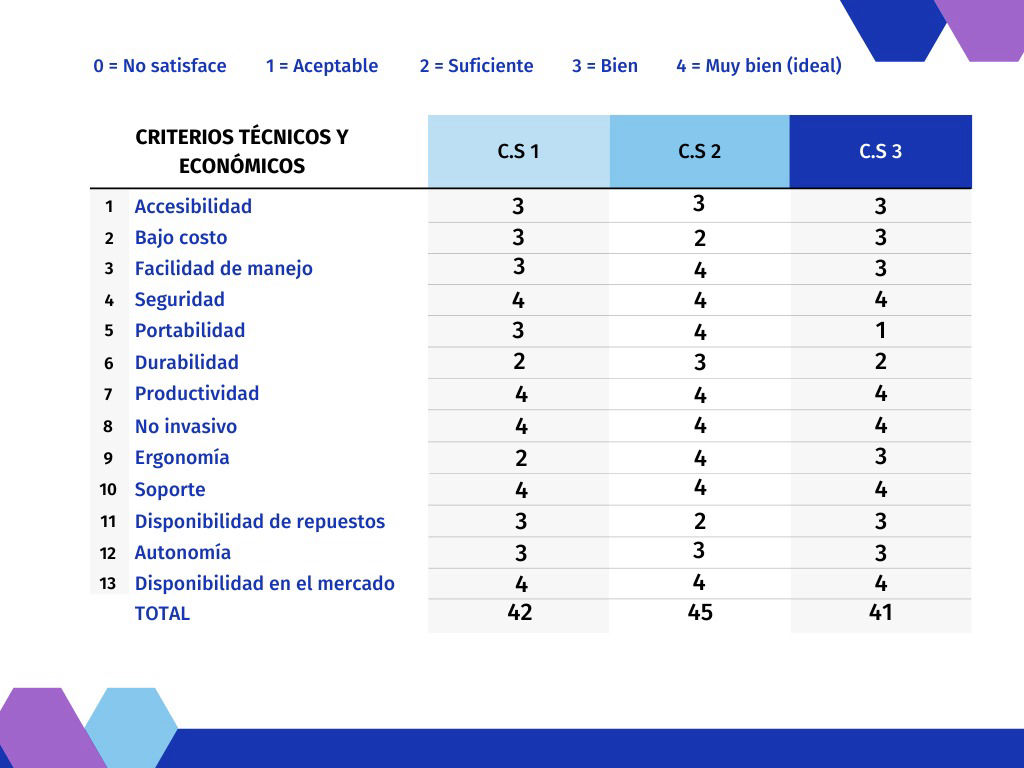 0 = No satisface 1 = Aceptable 2 = Suficiente 3 = Bien 4 = Muy bien (ideal)
CRITERIOS TÉCNICOS Y
ECONÓMICOS
C.S 1 C.S 2 C.S 3
1 Accesibilidad 3 3 3
2 Bajo costo 3 2 3
3 Facilidad de manejo 3 4 3
4 Seguridad 4 4 4
5 Portabilidad 3 4 1
6 Durabilidad 2 3 2
7 Productividad 4 4 4
8 No invasivo 4 4 4
9 Ergonomía 2 4 3
10 Soporte 4 4 4
11 Disponibilidad de repuestos 3 2 3
12 Autonomía 3 3 3
13 Disponibilidad en el mercado 4 4 4
TOTAL 42 45 41